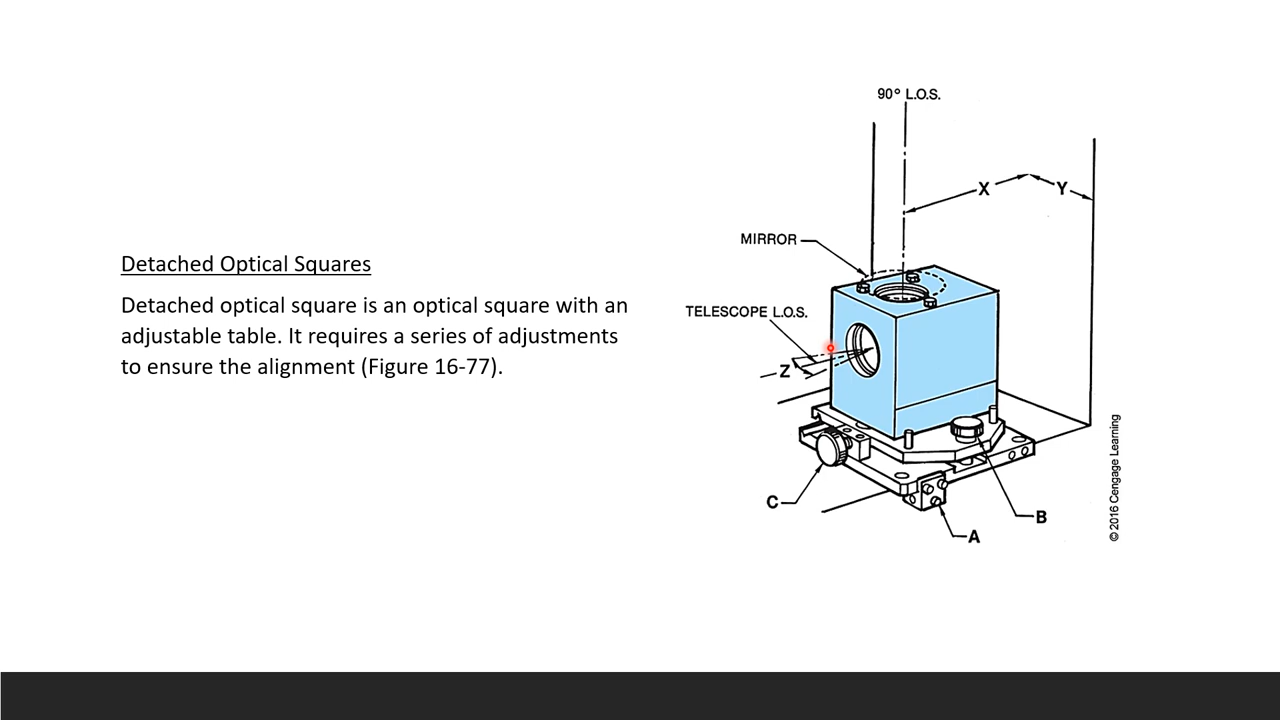 Detached Optical Squares
Detached optical square is an optical square with an
adjustable table. It requires a series of adjustments
to ensure the alignment (Figure 16-77).
90° L.O.S.
X
Y
MIRROR
TELESCOPE L.O.S.
Z
C
B
A
© 2016 Cengage Learning